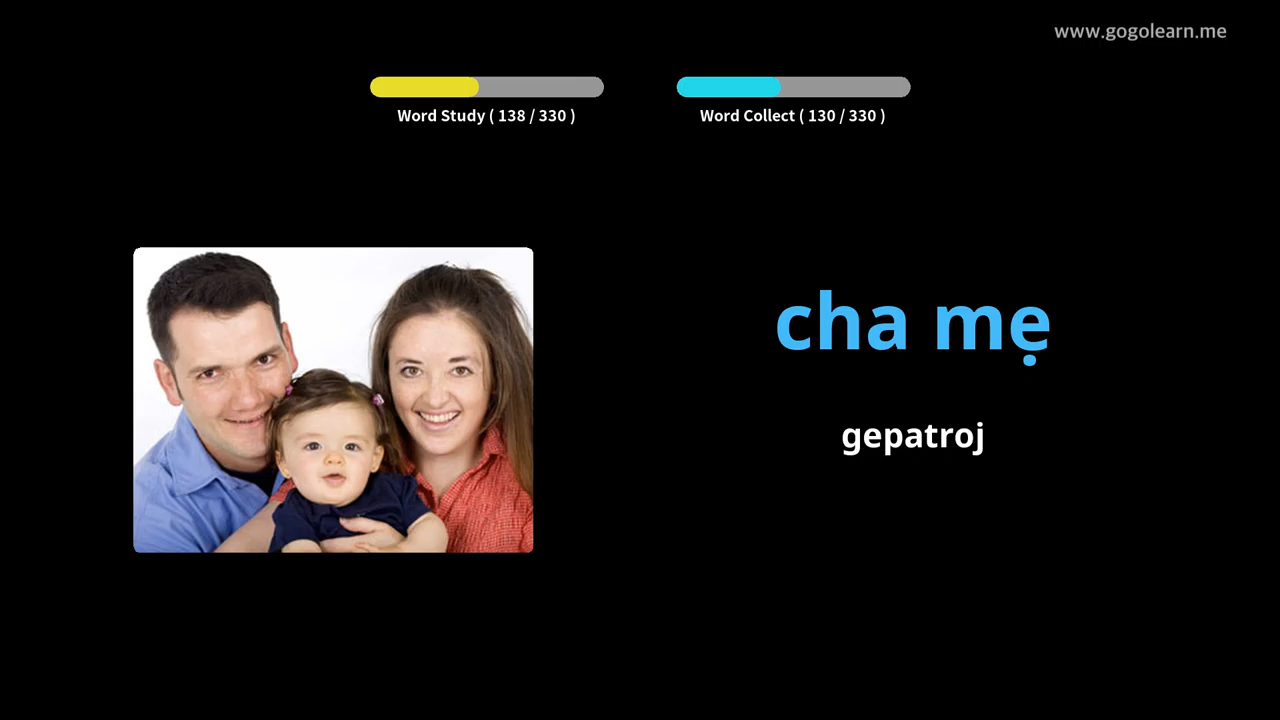 www.gogolearn.me
Word Study ( 138 / 330 )
Word Collect ( 130 / 330 )
cha mẹ
gepatroj